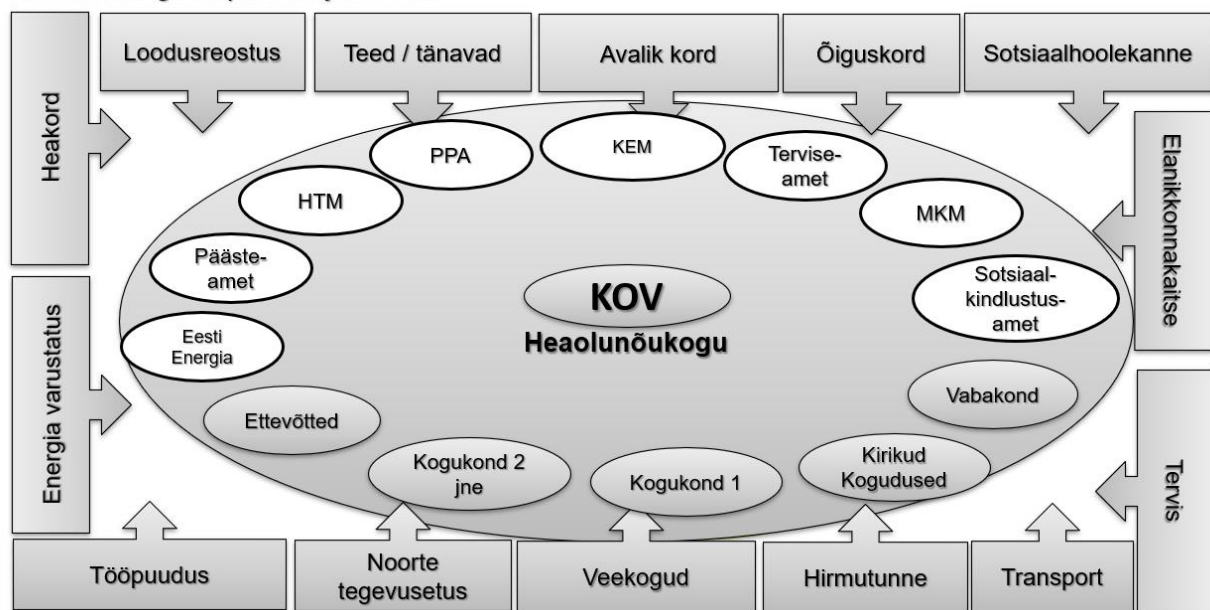 Loodusreostus
Teed / tänavad
Avalik kord
Õiguskord
Sotsiaalhoolekanne
Heakord
Elanikkonnakaitse
PPA
KEM
Tervise-
amet
HTM
MKM
Pääste-
amet
Sotsiaal-
kindlustus-
amet
KOV
Heaolunõukogu
Eesti
Energia
Energia varustatus
Ettevõtted
Vabakond
Kogukond 2
jne
Kogukond 1
Kirikud
Kogudused
Tervis
Tööpuudus
Noorte
tegevusetus
Veekogud
Hirmutunne
Transport